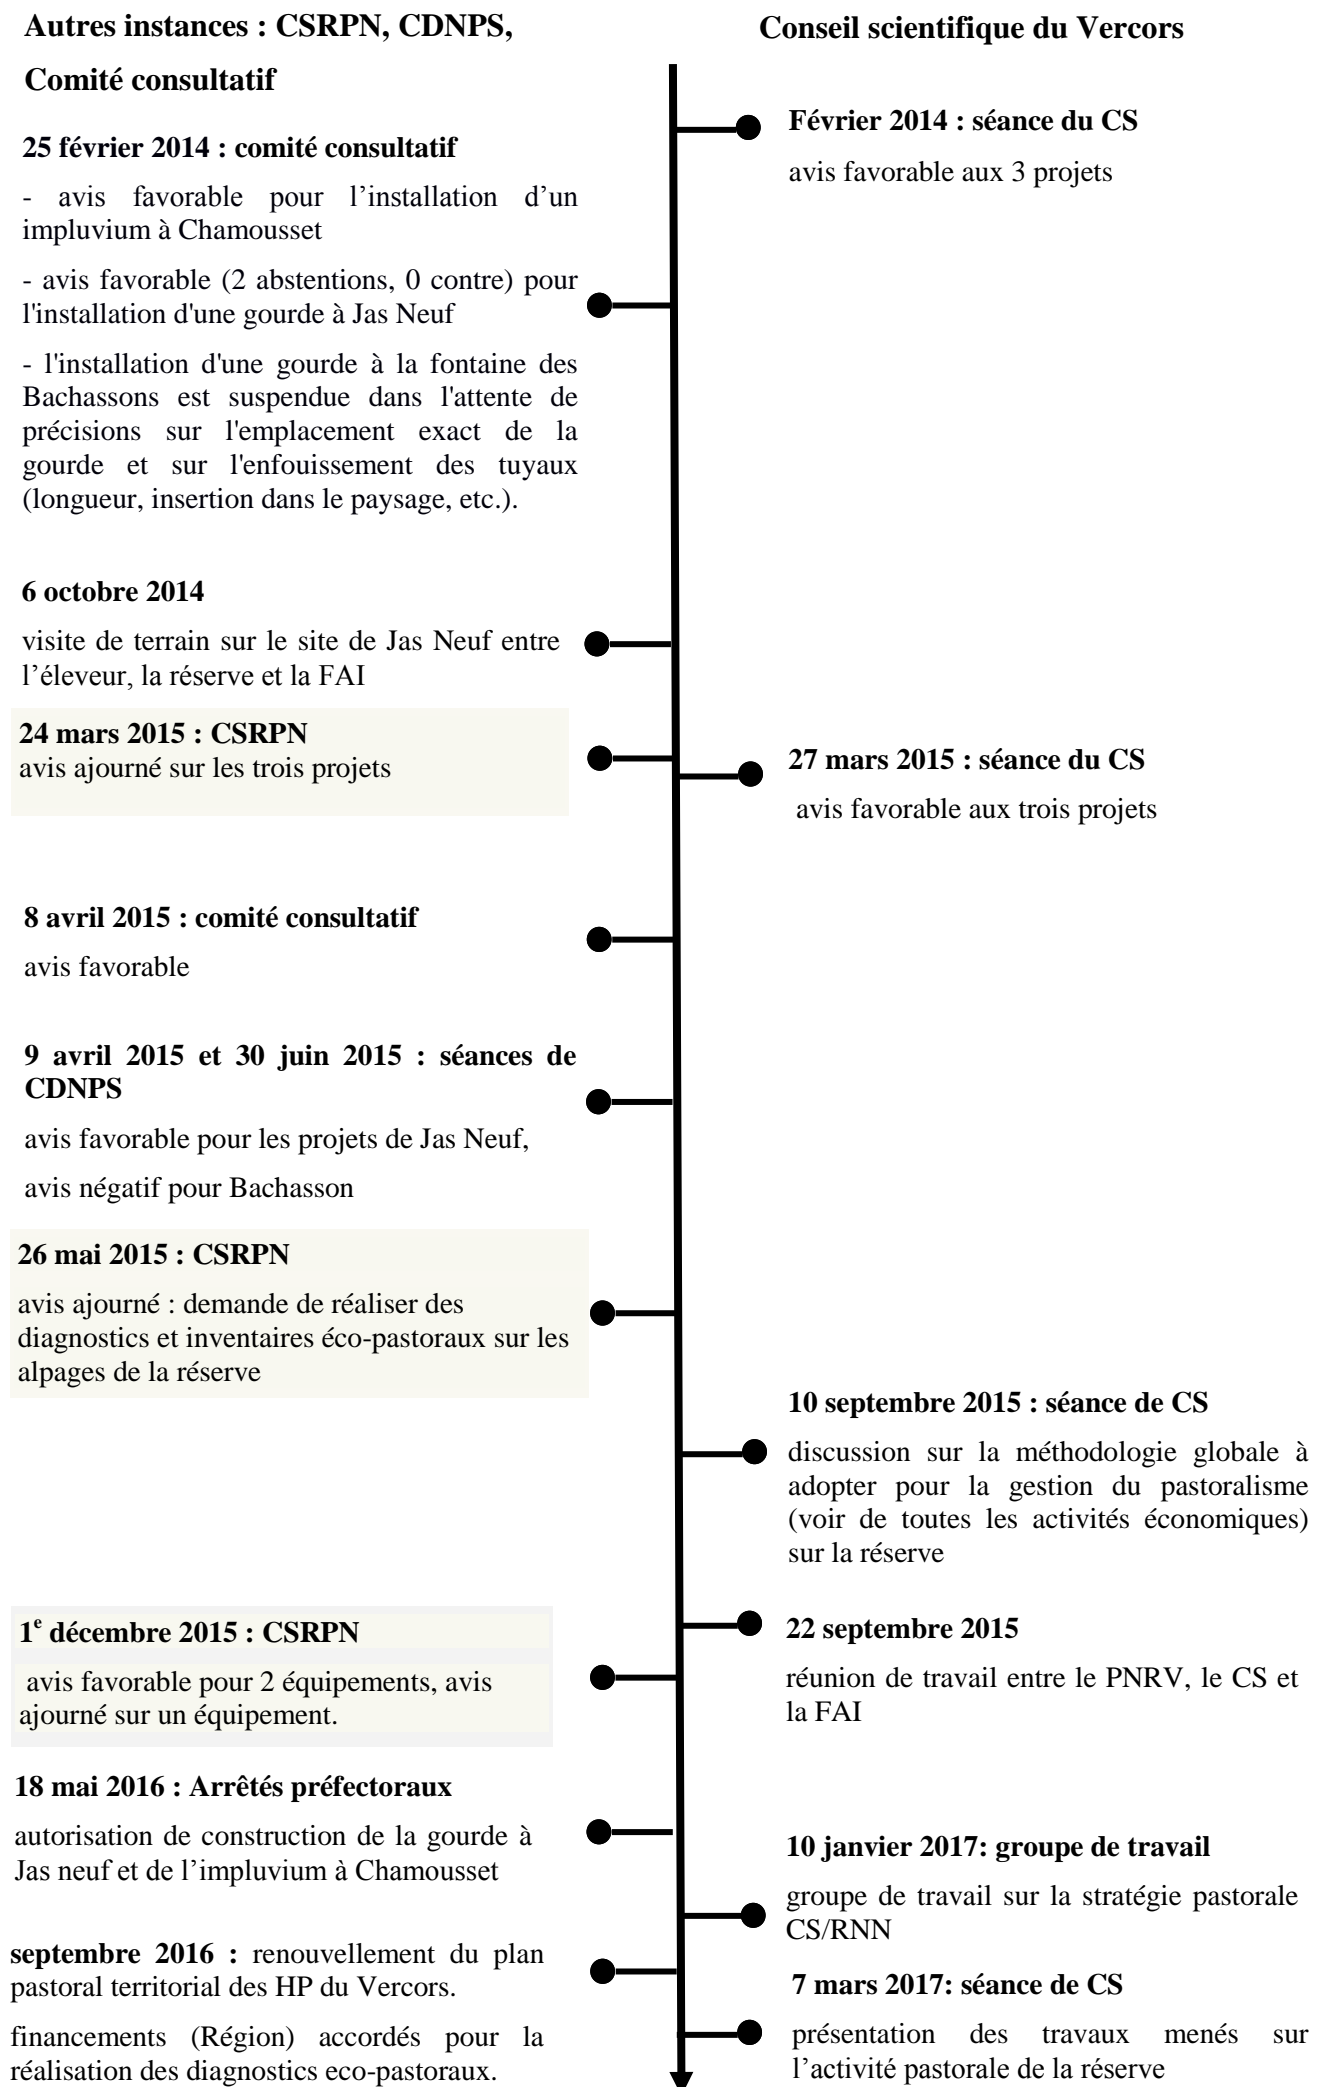 Autres instances : CSRPN, CDNPS,
Comité consultatif
25 février 2014 : comité consultatif
- avis favorable pour l’installation d’un
impluvium à Chamousset
- avis favorable (2 abstentions, 0 contre) pour
l'installation d'une gourde à Jas Neuf
- l'installation d'une gourde à la fontaine des
Bachassons est suspendue dans l'attente de
précisions sur l'emplacement exact de la
gourde et sur l'enfouissement des tuyaux
(longueur, insertion dans le paysage, etc.).
6 octobre 2014
visite de terrain sur le site de Jas Neuf entre
l’éleveur, la réserve et la FAI
24 mars 2015 : CSRPN
avis ajourné sur les trois projets
8 avril 2015 : comité consultatif
avis favorable
9 avril 2015 et 30 juin 2015 : séances de
CDNPS
avis favorable pour les projets de Jas Neuf,
avis négatif pour Bachasson
26 mai 2015 : CSRPN
avis ajourné : demande de réaliser des
diagnostics et inventaires éco-pastoraux sur les
alpages de la réserve
1e décembre 2015 : CSRPN
avis favorable pour 2 équipements, avis
ajourné sur un équipement.
18 mai 2016 : Arrêtés préfectoraux
autorisation de construction de la gourde à
Jas neuf et de l’impluvium à Chamousset
septembre 2016 : renouvellement du plan
pastoral territorial des HP du Vercors.
financements (Région) accordés pour la
réalisation des diagnostics eco-pastoraux.
Conseil scientifique du Vercors
Février 2014 : séance du CS
avis favorable aux 3 projets
27 mars 2015 : séance du CS
avis favorable aux trois projets
10 septembre 2015 : séance de CS
discussion sur la méthodologie globale à
adopter pour la gestion du pastoralisme
(voir de toutes les activités économiques)
sur la réserve
22 septembre 2015
réunion de travail entre le PNRV, le CS et
la FAI
10 janvier 2017: groupe de travail
groupe de travail sur la stratégie pastorale
CS/RNN
7 mars 2017: séance de CS
présentation des travaux menés sur
l’activité pastorale de la réserve